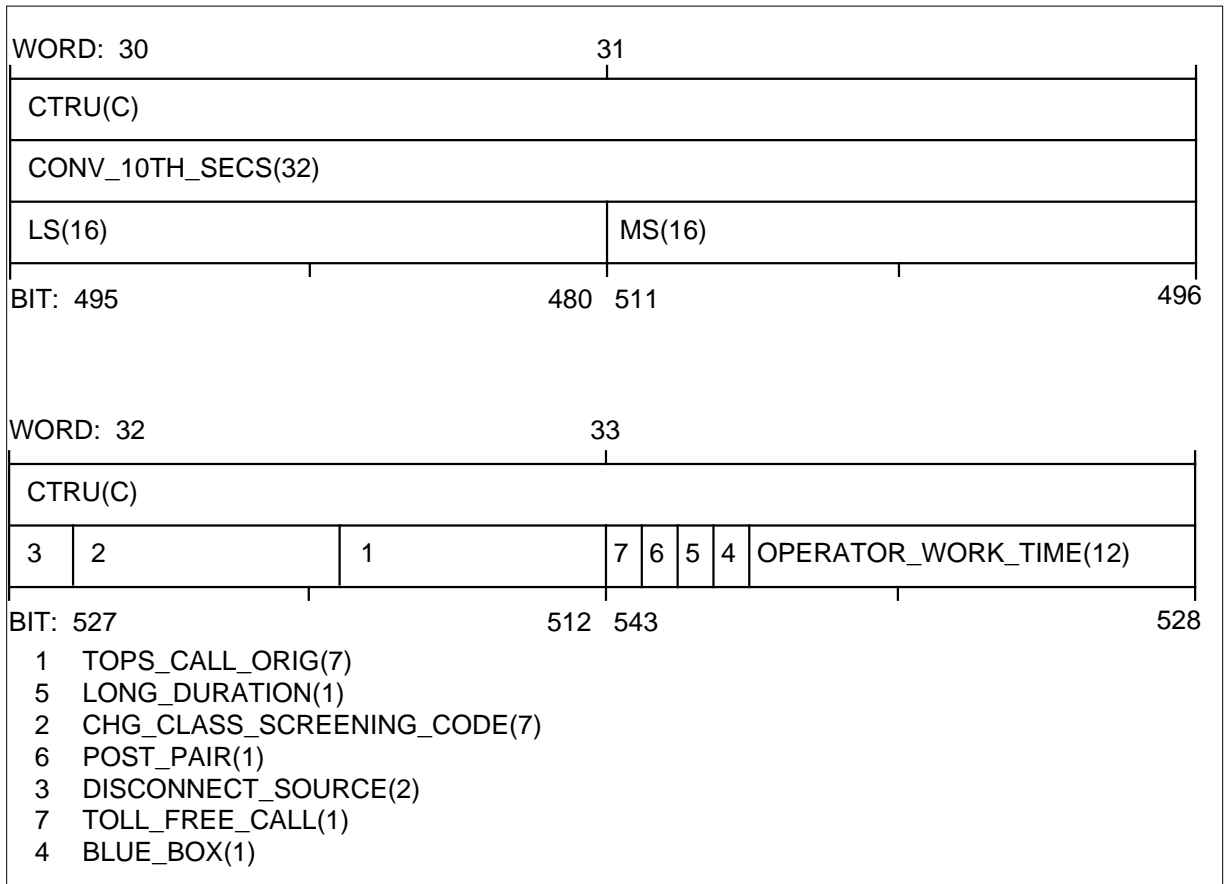 WORD: 30 31
CTRU(C)
CONV_10TH_SECS(32)
LS(16) MS(16)
BIT: 495 480 511 496
WORD: 32 33
CTRU(C)
3 2 1 7 6 5 4 OPERATOR_WORK_TIME(12)
BIT: 527 512 543 528
1 TOPS_CALL_ORIG(7)
5 LONG_DURATION(1)
2 CHG_CLASS_SCREENING_CODE(7)
6 POST_PAIR(1)
3 DISCONNECT_SOURCE(2)
7 TOLL_FREE_CALL(1)
4 BLUE_BOX(1)